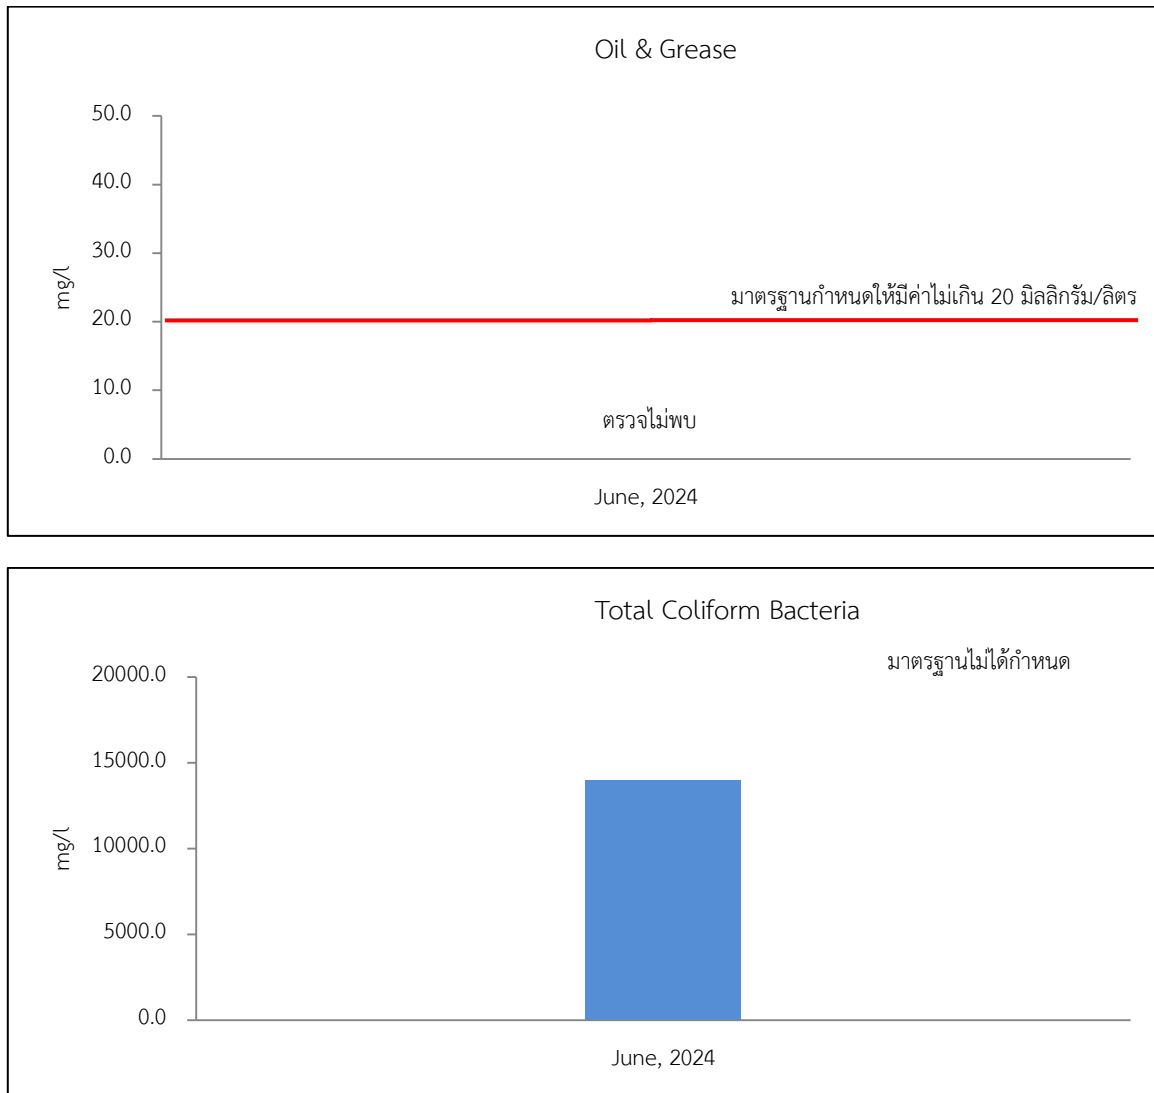 Oil & Grease
50.0
40.0
30.0
20.0
10.0
0.0
mg/l
มาตรฐานกำหนดให้มีค่าไม่เกิน 20 มิลลิกรัม/ลิตร
ตรวจไม่พบ
June, 2024
Total Coliform Bacteria
มาตรฐานไม่ได้กำหนด
20000.0
15000.0
10000.0
5000.0
0.0
mg/l
June, 2024